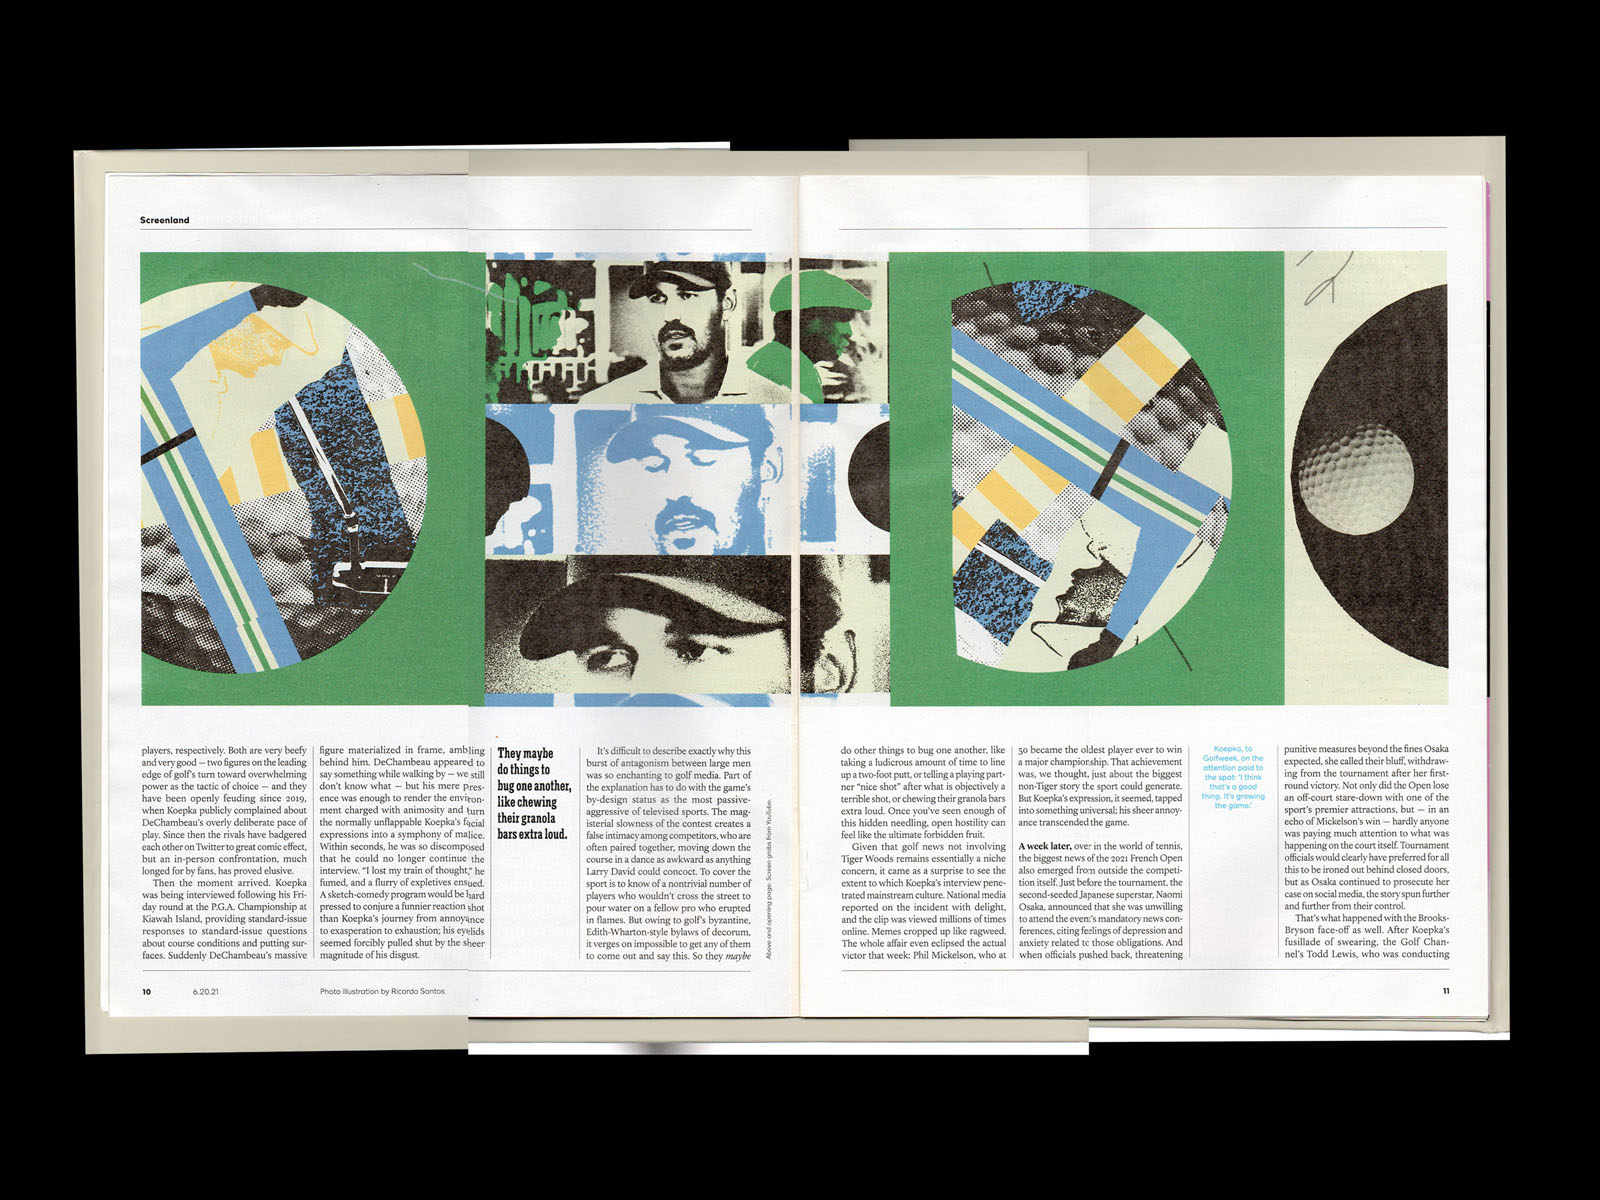 Screenland
players, respectively. Both are very beefy
and very good — two figures on the leading
edge of golf's turn toward overwhelming
power as the tactic of choice — and they
have been openly feuding since 2019,
when Koepka publicly complained about
DeChambeau's overly deliberate pace of
play. Since then the rivals have badgered
each other on Twitter to great comic effect,
but an in-person confrontation, much
longed for by fans, has proved elusive.
Then the moment arrived. Koepka
was being interviewed following his Fri-
day round at the P.G.A. Championship at
Kiawah Island, providing standard-issue
responses to standard-issue questions
about course conditions and putting sur-
faces. Suddenly DeChambeau's massive
figure materialized in frame, ambling
behind him. DeChambeau appeared to
say something while walking by — we still
don't know what — but his mere pres-
ence was enough to render the environ-
ment charged with animosity and turn
the normally unflappable Koepka's facial
expressions into a symphony of malice.
Within seconds, he was so discomposed
that he could no longer continue the
interview. "I lost my train of thought," he
fumed, and a flurry of expletives ensued.
A sketch-comedy program would be hard
pressed to conjure a funnier reaction shot
than Koepka's journey from annoyance
to exasperation to exhaustion; his eyelids
seemed forcibly pulled shut by the sheer
magnitude of his disgust.
They maybe
do things to
bug one another,
like chewing
their granola
bars extra loud.
It's difficult to describe exactly why this
burst of antagonism between large men
was so enchanting to golf media. Part of
the explanation has to do with the game's
by-design status as the most passive-
aggressive of televised sports. The mag-
isterial slowness of the contest creates a
false intimacy among competitors, who are
often paired together, moving down the
course in a dance as awkward as anything
Larry David could concoct. To cover the
sport is to know of a nontrivial number of
players who wouldn't cross the street to
pour water on a fellow pro who erupted
in flames. But owing to golf's byzantine,
Edith-Wharton-style bylaws of decorum,
it verges on impossible to get any of them
to come out and say this. So they maybe
Above and opening page: Screen grabs from YouTube.
do other things to bug one another, like
taking a ludicrous amount of time to line
up a two-foot putt, or telling a playing part-
ner "nice shot" after what is objectively a
terrible shot, or chewing their granola bars
extra loud. Once you've seen enough of
this hidden needling, open hostility can
feel like the ultimate forbidden fruit.
Given that golf news not involving
Tiger Woods remains essentially a niche
concern, it came as a surprise to see the
extent to which Koepka's interview pene-
trated mainstream culture. National media
reported on the incident with delight,
and the clip was viewed millions of times
online. Memes cropped up like ragweed.
The whole affair even eclipsed the actual
victor that week: Phil Mickelson, who at
50 became the oldest player ever to win
a major championship. That achievement
was, we thought, just about the biggest
non-Tiger story the sport could generate.
But Koepka's expression, it seemed, tapped
into something universal; his sheer annoy-
ance transcended the game.
A week later, over in the world of tennis,
the biggest news of the 2021 French Open
also emerged from outside the competi-
tion itself. Just before the tournament, the
second-seeded Japanese superstar, Naomi
Osaka, announced that she was unwilling
to attend the event's mandatory news con-
ferences, citing feelings of depression and
anxiety related to those obligations. And
when officials pushed back, threatening
Koepka, to
Golfweek, on the
attention paid to
the spat: 'I think
that's a good
thing. It's growing
the game.'
punitive measures beyond the fines Osaka
expected, she called their bluff, withdraw-
ing from the tournament after her first-
round victory. Not only did the Open lose
one of the sport's premier attractions, but — in an
echo of Mickelson's win — hardly anyone
was paying much attention to what was
happening on the court itself. Tournament
officials would clearly have preferred for all
this to be ironed out behind closed doors,
but as Osaka continued to prosecute her
case on social media, the story spun further
and further from their control.
That's what happened with the Brooks-
Bryson face-off as well. After Koepka's
fusillade of swearing, the Golf Chan-
nel's Todd Lewis, who was conducting
10
6.20.21
Photo illustration by Ricardo Santos
11